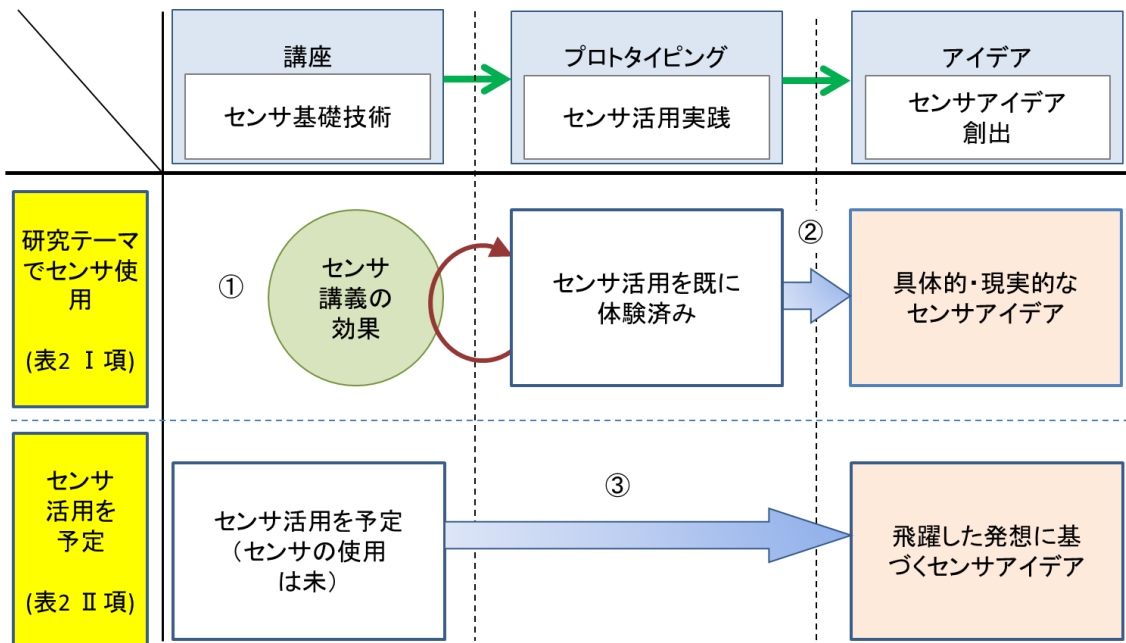 講座
センサ基礎技術
プロトタイピング
センサ活用実践
アイデア
センサアイデア
創出
研究テーマ
でセンサ使
用
(表2 Ⅰ項)
①
センサ
講義の
効果
センサ活用を既に
体験済み
②
具体的・現実的な
センサアイデア
センサ
活用を
予定
(表2 Ⅱ項)
センサ活用を予定
（センサの使用
は未）
③
飛躍した発想に基
づくセンサアイデア